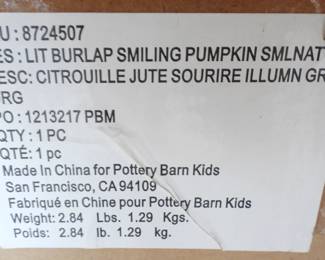 U : 8724507
ES : LIT BURLAP SMILING PUMPKIN SMLNAT
ESC: CITROUILLE JUTE SOURIRE ILLUMN GR
URG
PO : 1213217 PBM
QTY : 1 PC
QTÉ: 1 pc
Made In China for Pottery Barn Kids
San Francisco, CA 94109
Fabriqué en Chine pour Pottery Barn Kids
Weight: 2.84 Lbs. 1.29 Kgs.
Poids: 2.84 lb. 1.29 kg.